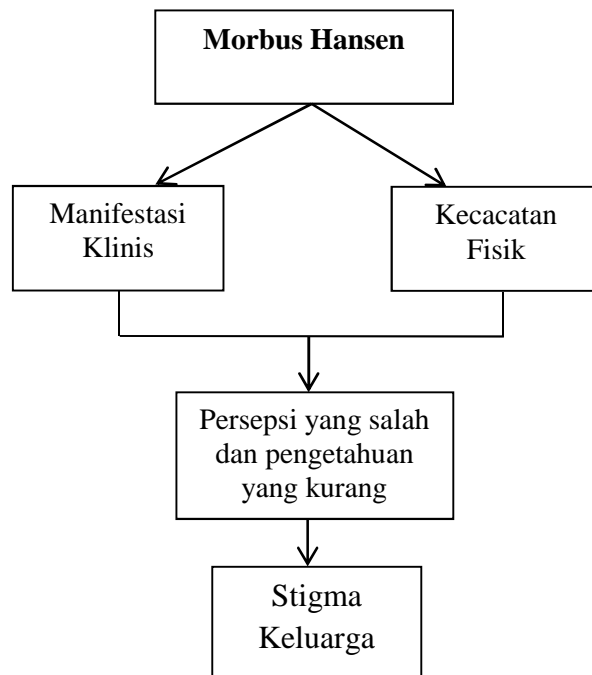 Morbus Hansen
Manifestasi
Klinis
Kecacatan
Fisik
Persepsi yang salah
dan pengetahuan
yang kurang
Stigma
Keluarga